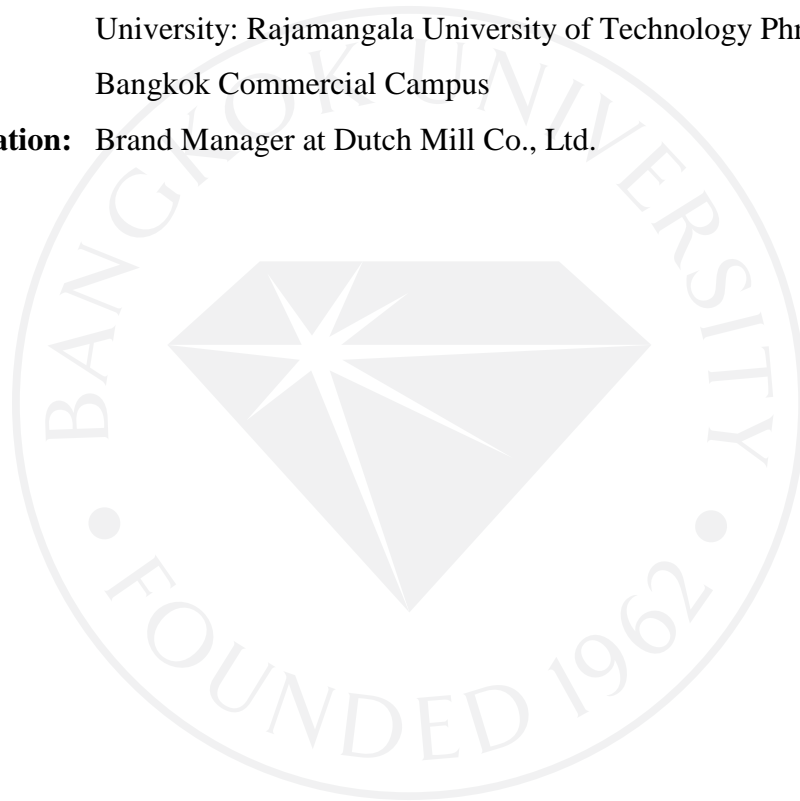 University: Rajamangala University of Technology
Bangkok Commercial Campus
Brand Manager at Dutch Mill Co., Ltd.
BANGKOK UNIVERSITY
FOUNDED 1962